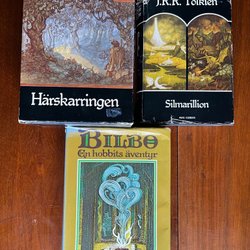 Härskarringen
J.R.R. Tolkien
Silmarillion
BILBO
En hobbits äventyr